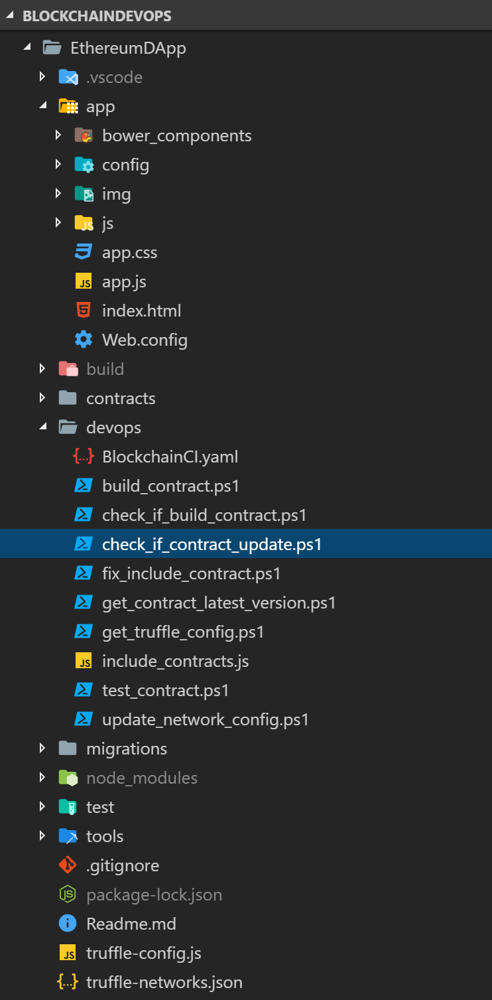 BLOCKCHAINDEVOPS
EthereumDApp
.vscode
app
bower_components
config
img
js
app.css
app.js
index.html
Web.config
build
contracts
devops
BlockchainCI.yaml
build_contract.ps1
check_if_build_contract.ps1
check_if_contract_update.ps1
fix_include_contract.ps1
get_contract_latest_version.ps1
get_truffle_config.ps1
include_contracts.js
test_contract.ps1
update_network_config.ps1
migrations
node_modules
test
tools
.gitignore
package-lock.json
Readme.md
truffle-config.js
truffle-networks.json